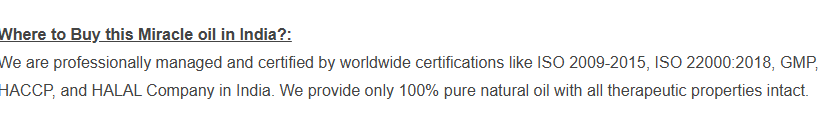 Where to Buy this Miracle oil in India?:
We are professionally managed and certified by worldwide certifications like ISO 2009-2015, ISO 22000:2018, GMP,
HACCP, and HALAL Company in India. We provide only 100% pure natural oil with all therapeutic properties intact.